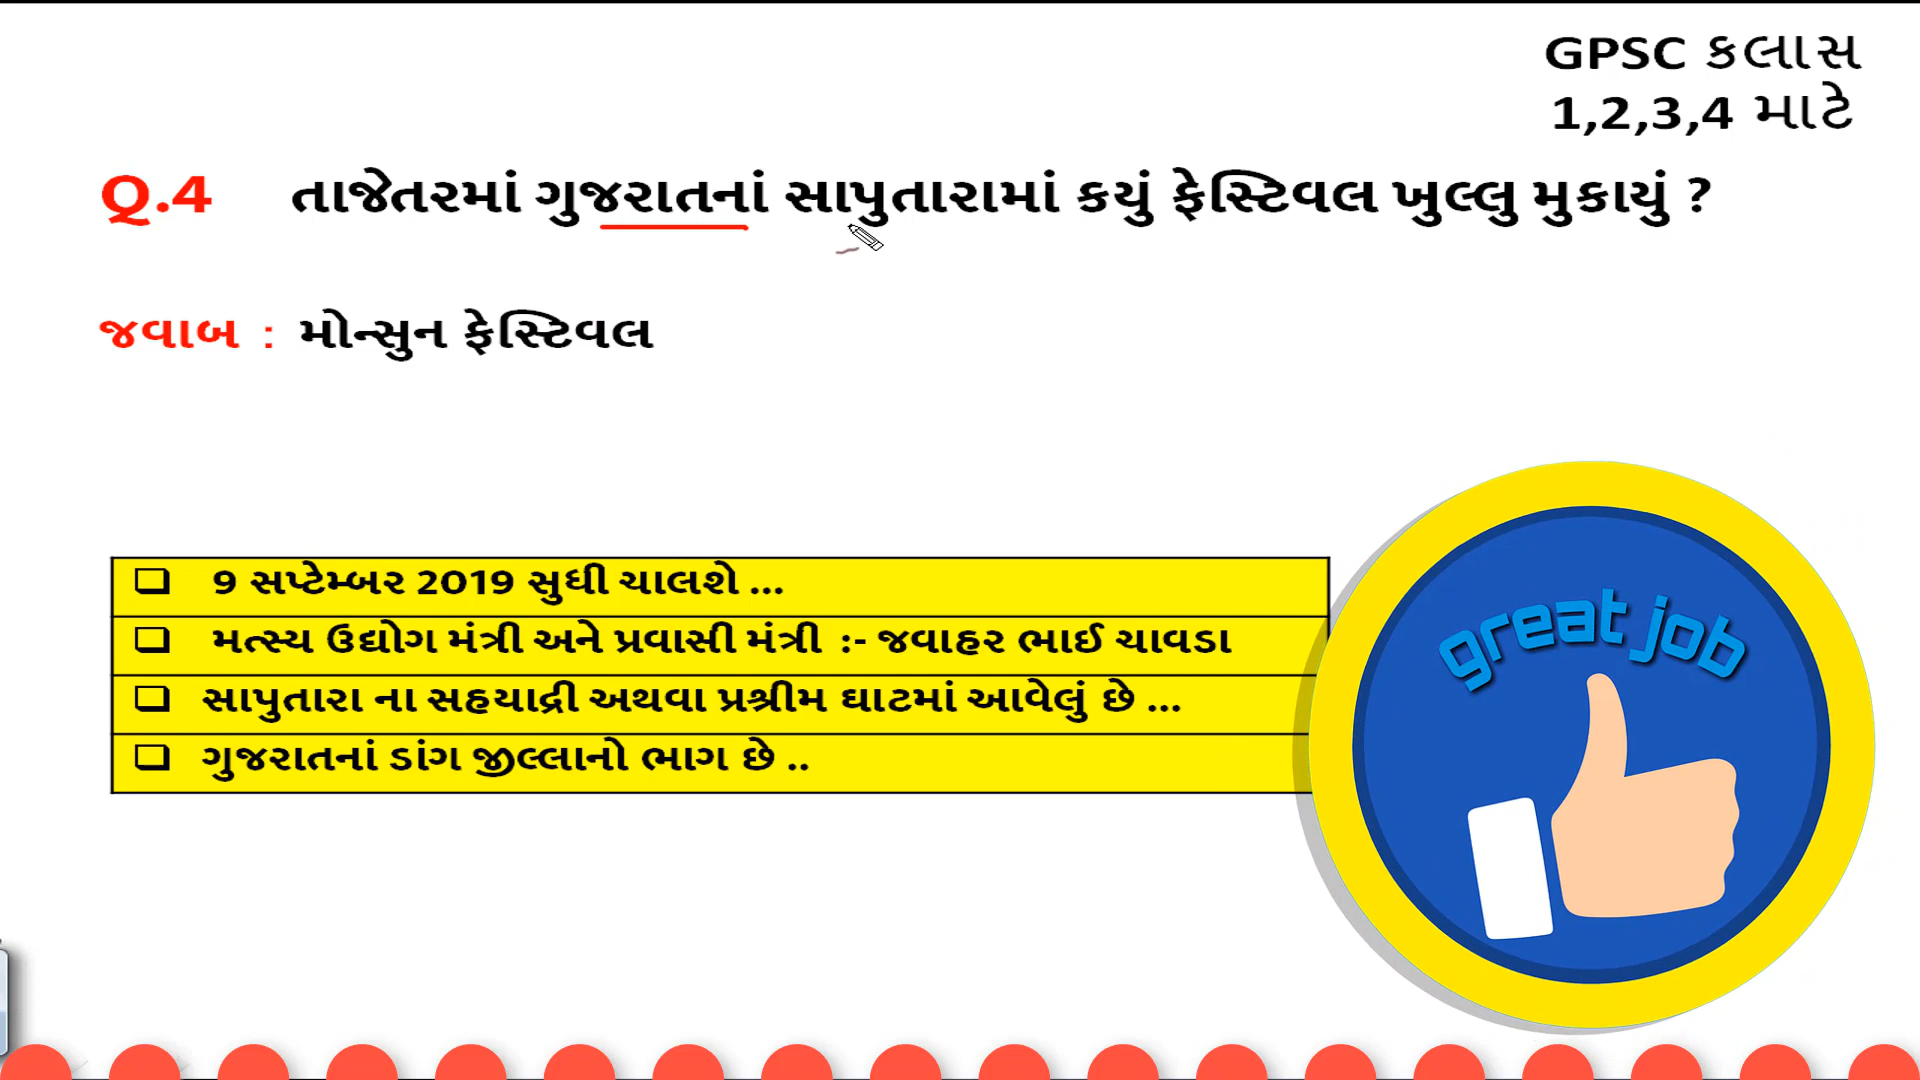 GPSC કલાસ
1,2,3,4 માટે
Q.4 તાજેતરમાં ગુજરાતનાં સાપુતારામાં કયું ફેસ્ટિવલ ખુલ્લુ મુકાયું ?
જવાબ : મોન્સુન ફેસ્ટિવલ
9 સપ્ટેમ્બર 2019 સુધી ચાલશે ...
મત્સ્ય ઉદ્યોગ મંત્રી અને પ્રવાસી મંત્રી :- જવાહર ભાઈ ચાવડા
સાપુતારા ના સહયાદ્રી અથવા પ્રશ્રીમ ઘાટમાં આવેલું છે ...
ગુજરાતનાં ડાંગ જીલ્લાનો ભાગ છે ..
great job